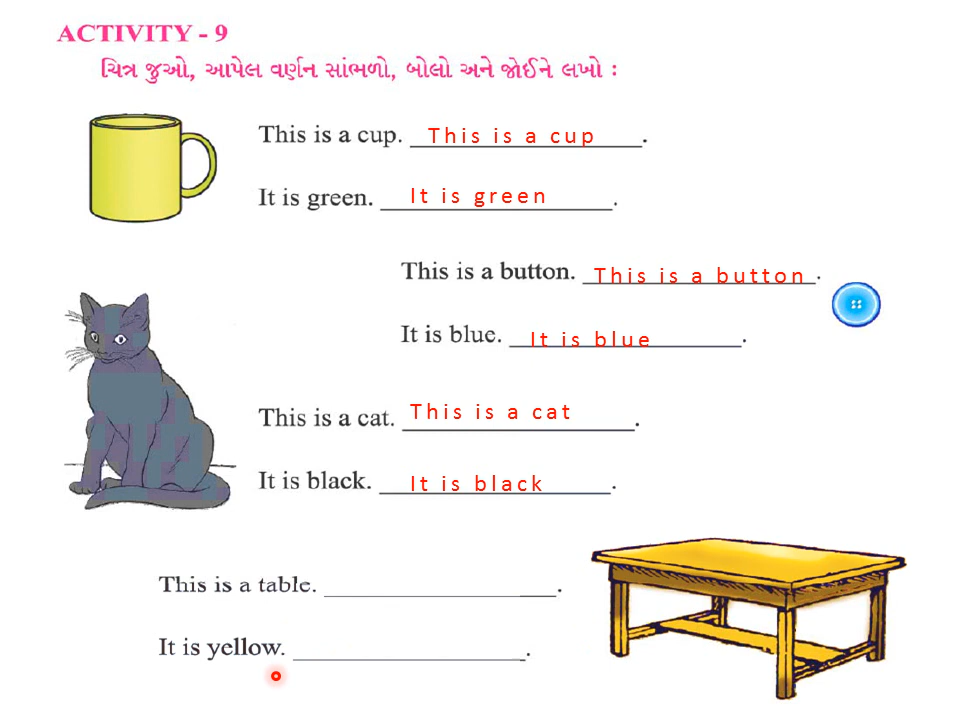 ACTIVITY - 9
ચિત્ર જુઓ, આપેલ વર્ણન સાંભળો, બોલો અને જોઈને લખો :
This is a cup. This is a cup.
It is green. It is green.
This is a button. This is a button.
It is blue. It is blue.
This is a cat. This is a cat.
It is black. It is black.
This is a table. ____________________.
It is yellow. ____________________.